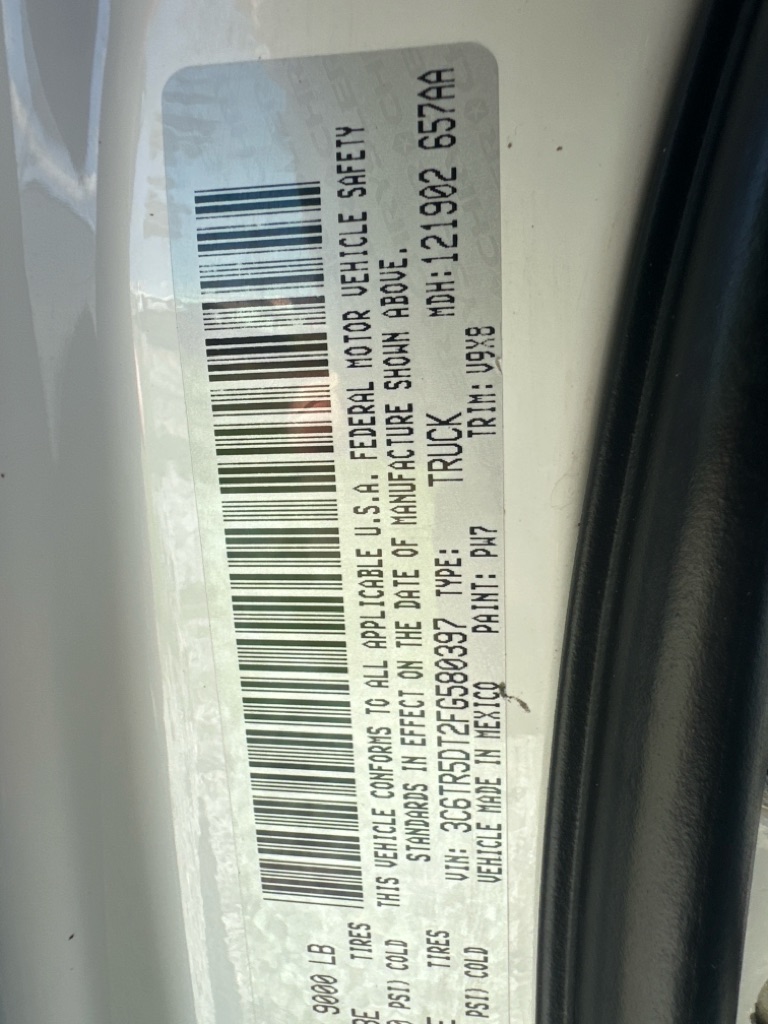 9000 LB
TIRES
PSI) COLD
TIRES
PSI) COLD
THIS VEHICLE CONFORMS TO ALL APPLICABLE U.S.A. FEDERAL MOTOR VEHICLE SAFETY
STANDARDS IN EFFECT ON THE DATE OF MANUFACTURE SHOWN ABOVE.
VIN: 3C6TR5DT2FG580397 TYPE: TRUCK MDH:121902 657AA
VEHICLE MADE IN MEXICO PAINT: PW7 TRIM: V9X8